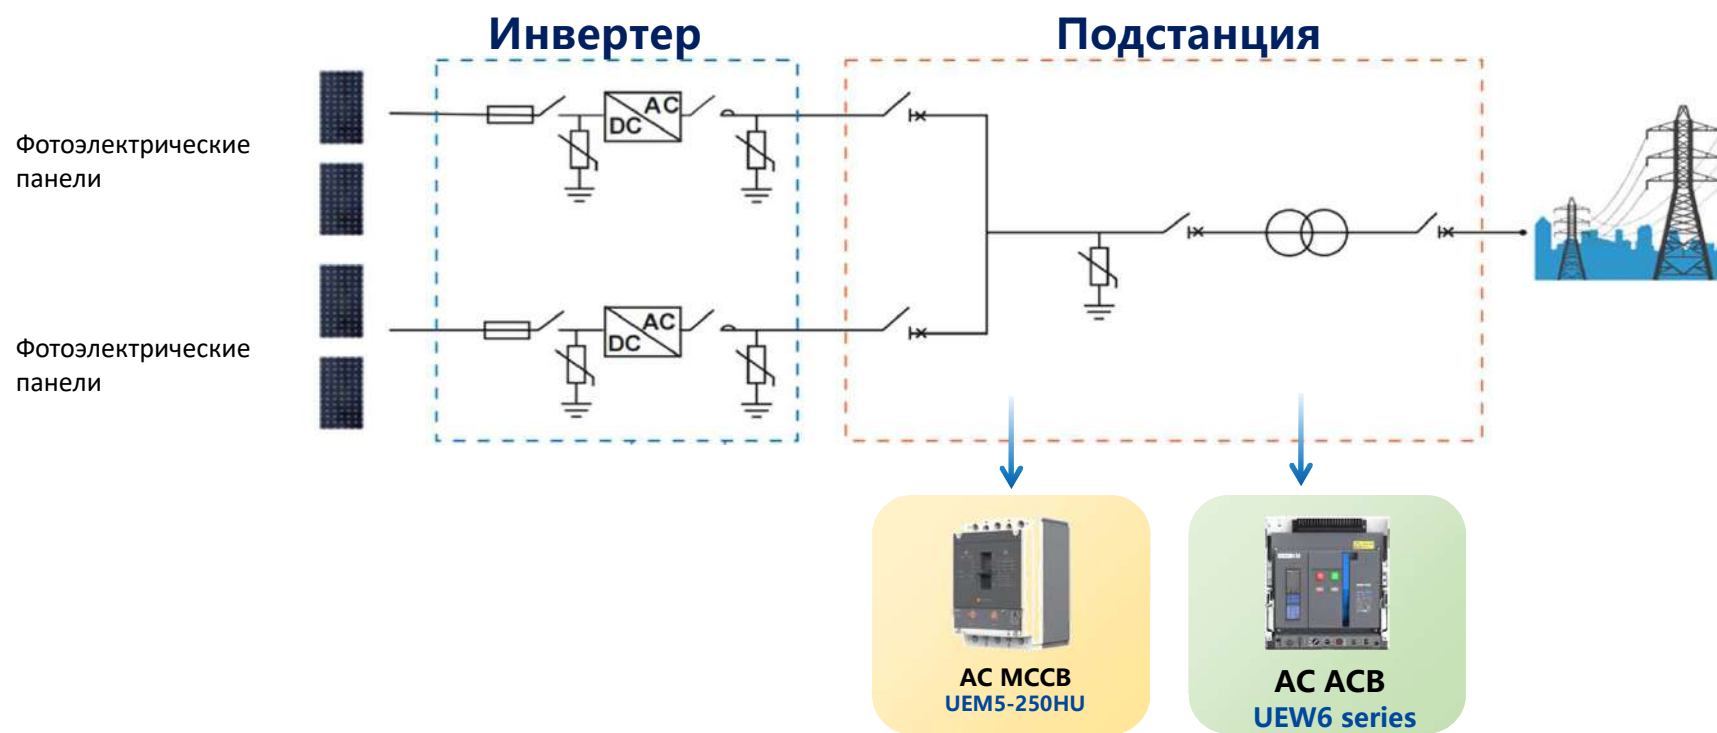 Инвертер
Подстанция
Фотоэлектрические
панели
AC
DC
Фотоэлектрические
панели
AC
DC
AC MCCB
UEM5-250HU
AC ACB
UEW6 series